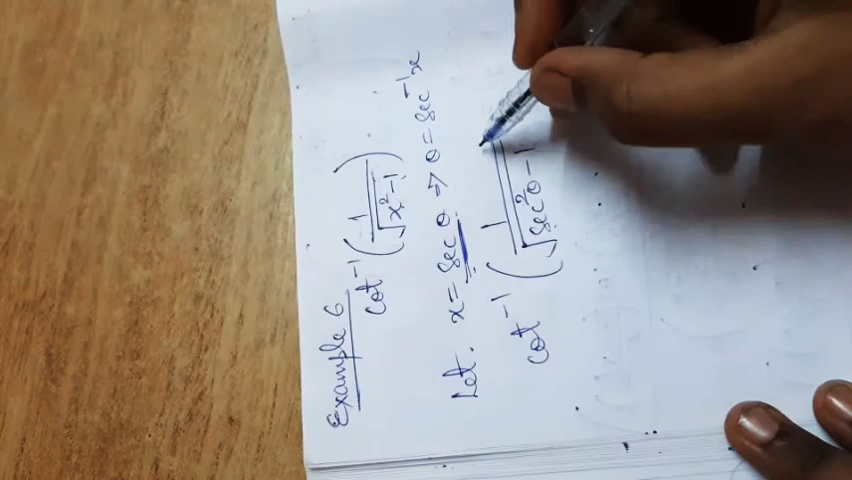 Example 6
cot⁻¹(1/√(x²-1))
Let. x = sec θ ⇒ θ = sec⁻¹x
cot⁻¹(1/√(sec²θ-1